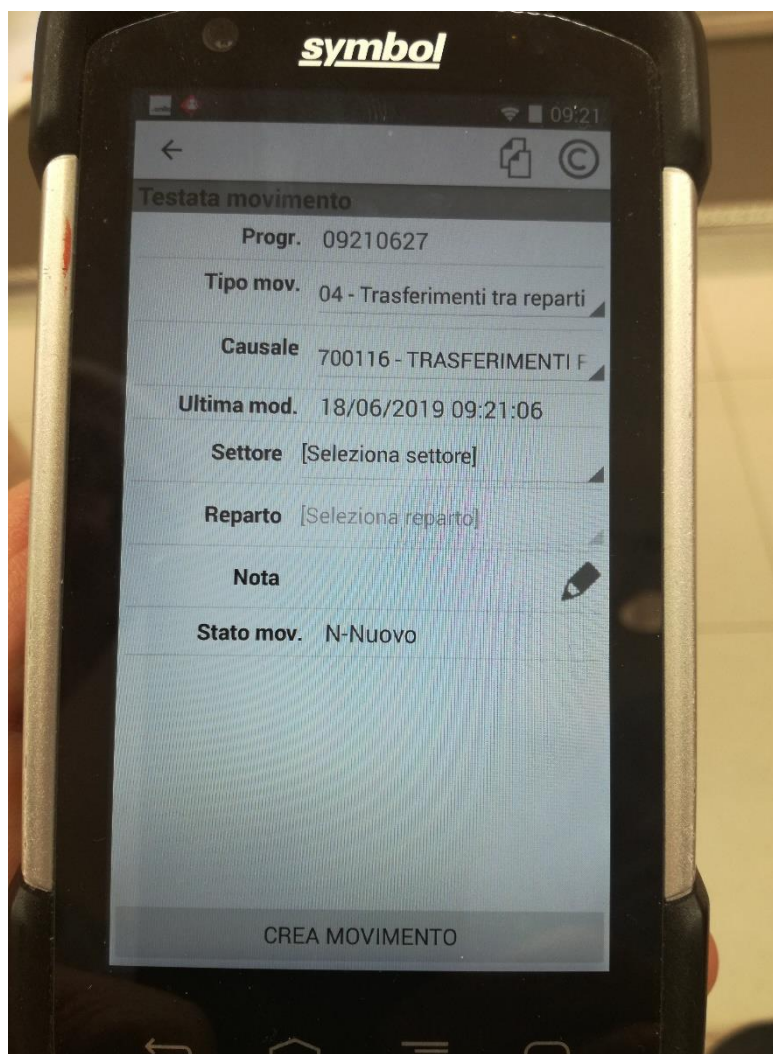 symbol
09:21
Testata movimento
Progr. 09210627
Tipo mov. 04 - Trasferimenti tra reparti
Causale 700116 - TRASFERIMENTI F
Ultima mod. 18/06/2019 09:21:06
Settore [Seleziona settore]
Reparto [Seleziona reparto]
Nota
Stato mov. N-Nuovo
CREA MOVIMENTO